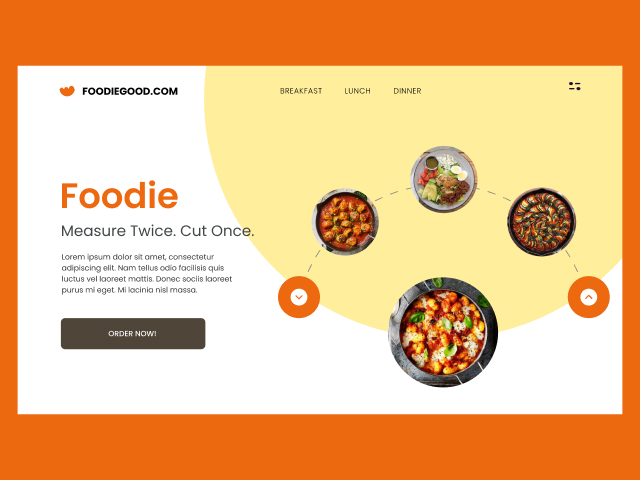 FOODIEGOOD.COM
BREAKFAST LUNCH DINNER
Foodie
Measure Twice. Cut Once.
Lorem ipsum dolor sit amet, consectetur
adipiscing elit. Nam tellus odio facilisis quis
luctus vel laoreet mattis. Donec sociis laoreet
purus mi eget. Mi lacinia nisl massa.
ORDER NOW!